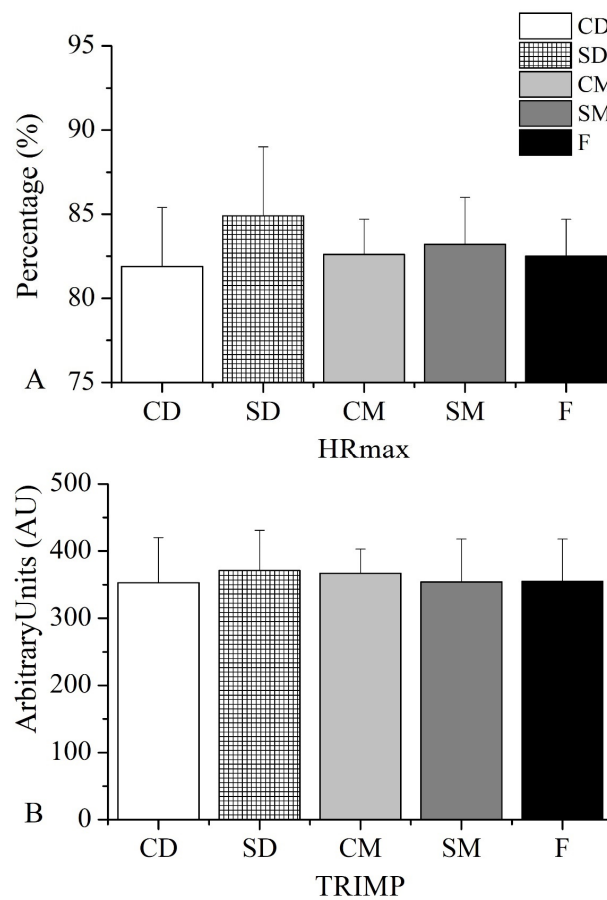 CD
SD
CM
SM
F
95
90
85
80
75
Percentage (%)
A
CD SD CM SM F
HRmax
500
400
300
200
100
0
ArbitraryUnits (AU)
B
CD SD CM SM F
TRIMP